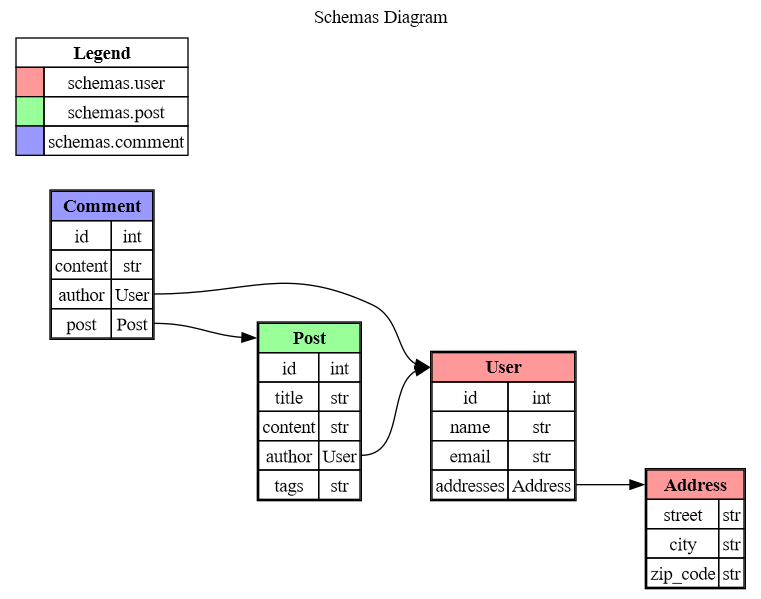 Schemas Diagram
Legend
schemas.user
schemas.post
schemas.comment
Comment
id int
content str
author User
post Post
Post
id int
title str
content str
author User
tags str
User
id int
name str
email str
addresses Address
Address
street str
city str
zip_code str